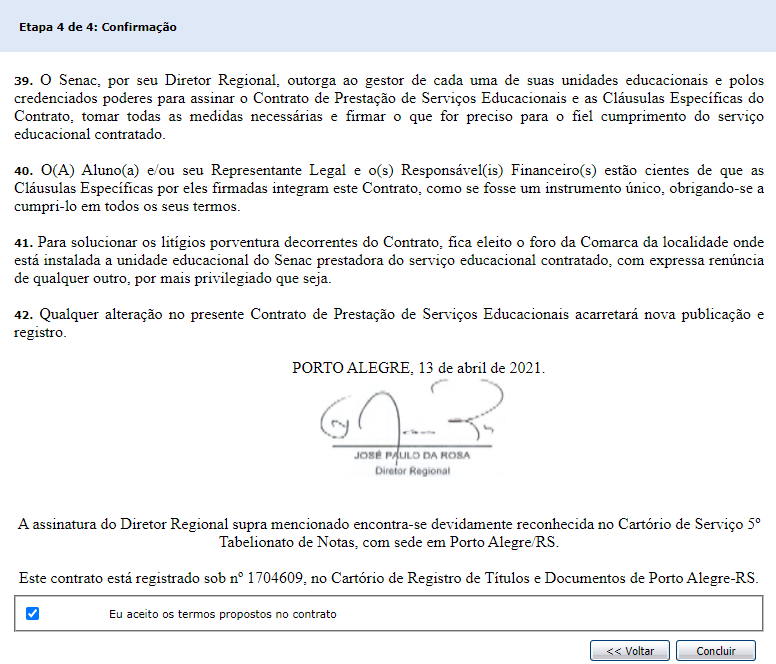 Etapa 4 de 4: Confirmação
39. O Senac, por seu Diretor Regional, outorga ao gestor de cada uma de suas unidades educacionais e polos
credenciados poderes para assinar o Contrato de Prestação de Serviços Educacionais e as Cláusulas Específicas do
Contrato, tomar todas as medidas necessárias e firmar o que for preciso para o fiel cumprimento do serviço
educacional contratado.
40. O(A) Aluno(a) e/ou seu Representante Legal e o(s) Responsável(is) Financeiro(s) estão cientes de que as
Cláusulas Específicas por eles firmadas integram este Contrato, como se fosse um instrumento único, obrigando-se a
cumpri-lo em todos os seus termos.
41. Para solucionar os litígios porventura decorrentes do Contrato, fica eleito o foro da Comarca da localidade onde
está instalada a unidade educacional do Senac prestadora do serviço educacional contratado, com expressa renúncia
de qualquer outro, por mais privilegiado que seja.
42. Qualquer alteração no presente Contrato de Prestação de Serviços Educacionais acarretará nova publicação e
registro.
PORTO ALEGRE, 13 de abril de 2021.
JOSÉ PAULO DA ROSA
Diretor Regional
A assinatura do Diretor Regional supra mencionado encontra-se devidamente reconhecida no Cartório de Serviço 5º
Tabelionato de Notas, com sede em Porto Alegre/RS.
Este contrato está registrado sob nº 1704609, no Cartório de Registro de Títulos e Documentos de Porto Alegre-RS.
Eu aceito os termos propostos no contrato
<< Voltar
Concluir